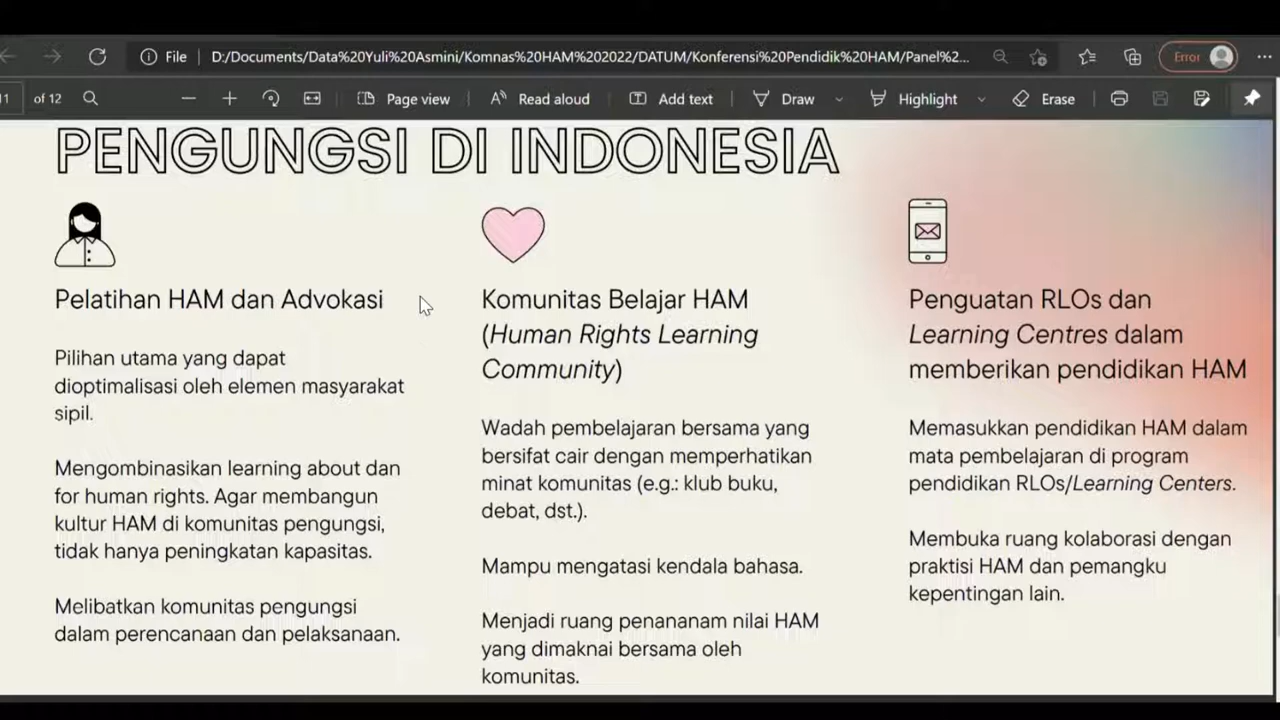 File
D:/Documents/Data%20Yuli%20Asmini/Komnas%20HAM%202022/DATUM/Konferensi%20Pendidik%20HAM/Panel%2...
Error
11 of 12
Page view
Read aloud
Add text
Draw
Highlight
Erase
PENGUNGSI DI INDONESIA
Pelatihan HAM dan Advokasi
Pilihan utama yang dapat
dioptimalisasi oleh elemen masyarakat
sipil.
Mengombinasikan learning about dan
for human rights. Agar membangun
kultur HAM di komunitas pengungsi,
tidak hanya peningkatan kapasitas.
Melibatkan komunitas pengungsi
dalam perencanaan dan pelaksanaan.
Komunitas Belajar HAM
(Human Rights Learning
Community)
Wadah pembelajaran bersama yang
bersifat cair dengan memperhatikan
minat komunitas (e.g.: klub buku,
debat, dst.).
Mampu mengatasi kendala bahasa.
Menjadi ruang penananam nilai HAM
yang dimaknai bersama oleh
komunitas.
Penguatan RLOs dan
Learning Centres dalam
memberikan pendidikan HAM
Memasukkan pendidikan HAM dalam
mata pembelajaran di program
pendidikan RLOs/Learning Centers.
Membuka ruang kolaborasi dengan
praktisi HAM dan pemangku
kepentingan lain.